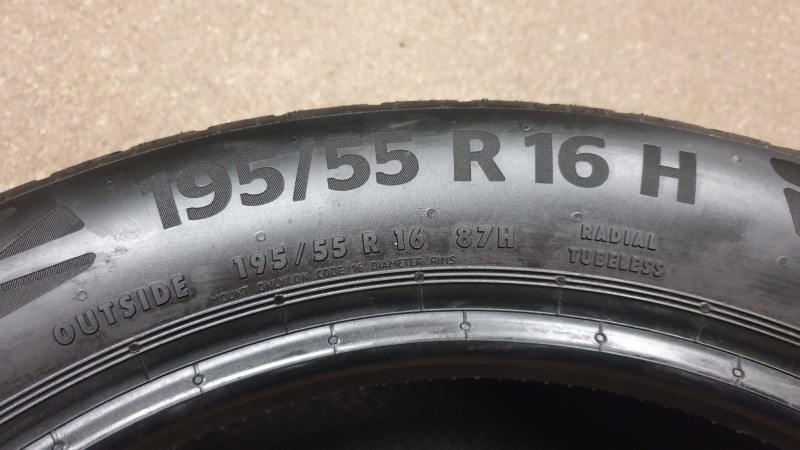 195/55 R 16 H
OUTSIDE 195/55 R 16 87H RADIAL
TUBELESS
MOUNT ONLY ON CODE 16 DIAMETER RIMS